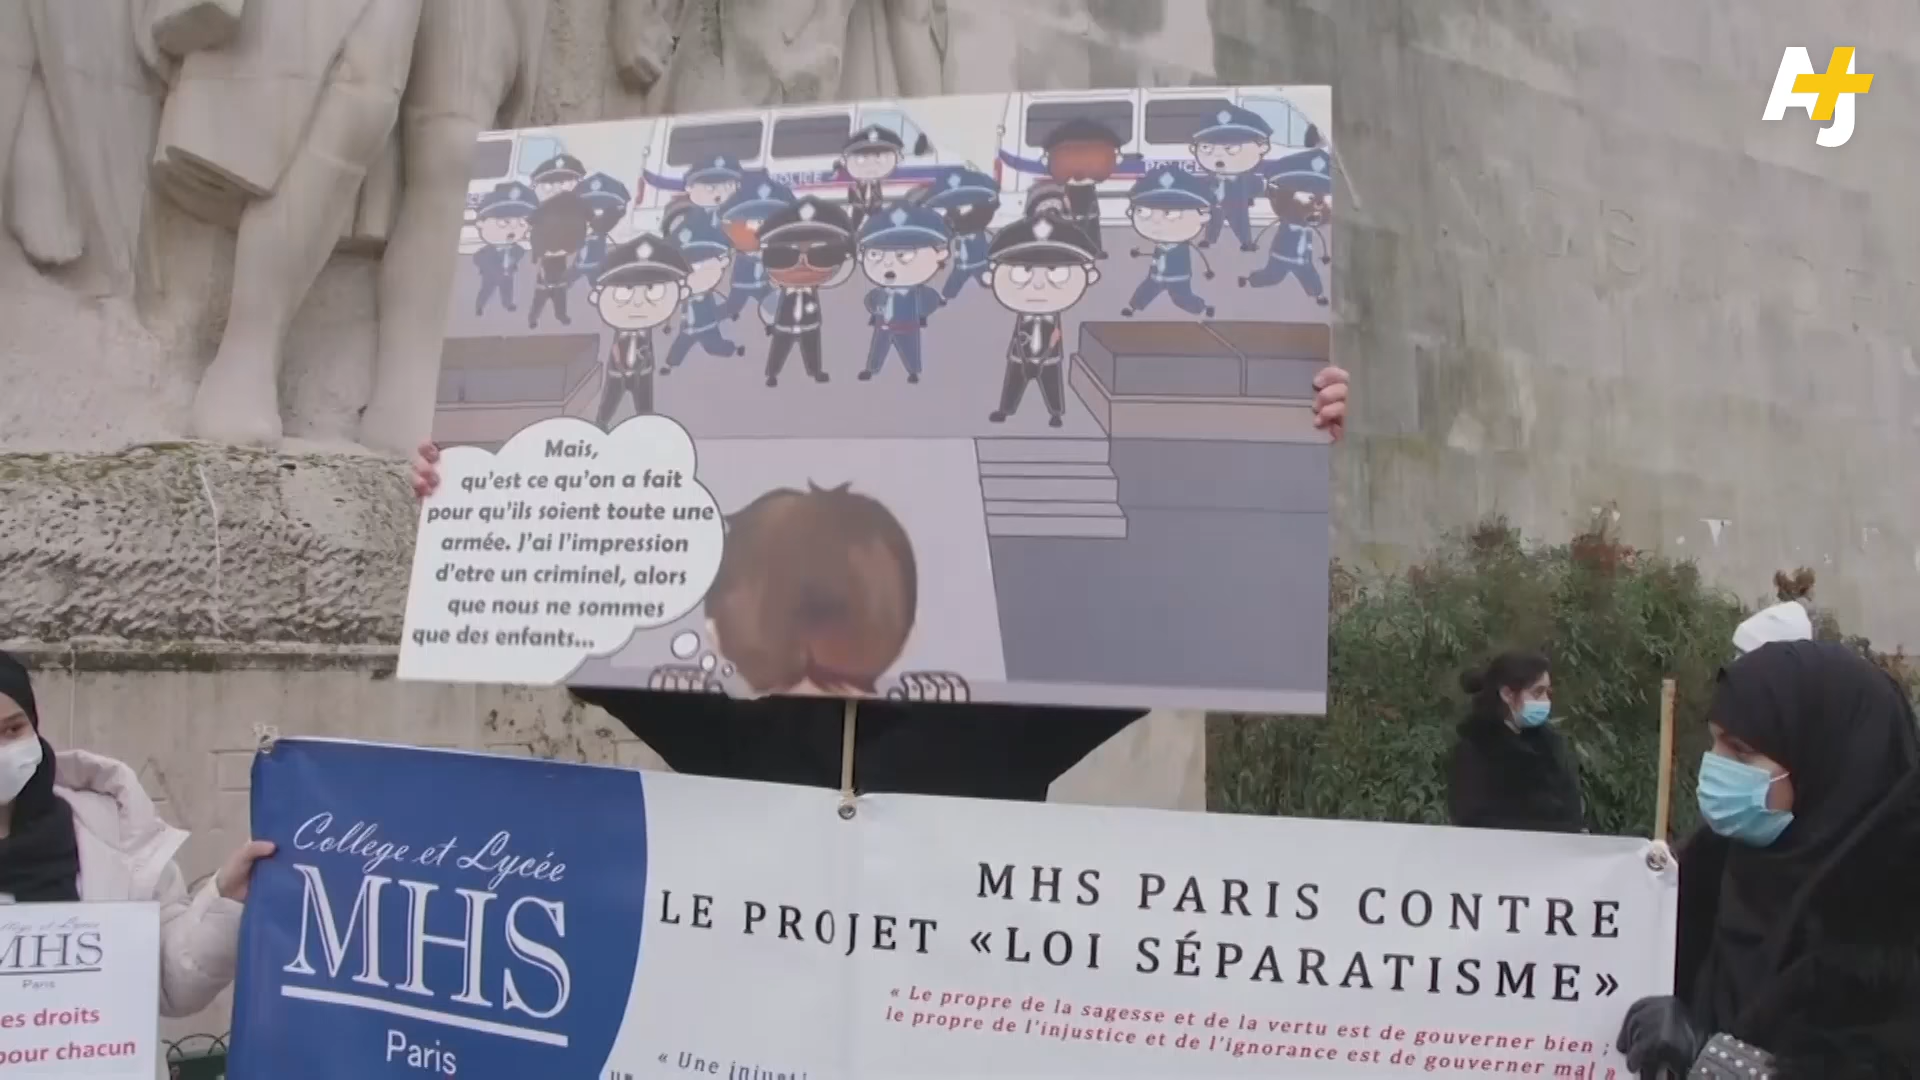 AJ+
POLICE
POLICE
Mais,
qu'est ce qu'on a fait
pour qu'ils soient toute une
armée. J'ai l'impression
d'etre un criminel, alors
que nous ne sommes
que des enfants...
College et Lycée
MHS
Paris
MHS PARIS CONTRE
LE PROJET «LOI SÉPARATISME»
« Le propre de la sagesse et de la vertu est de gouverner bien ;
le propre de l'injustice et de l'ignorance est de gouverner mal »
« Une
MHS
Paris
es droits
pour chacun